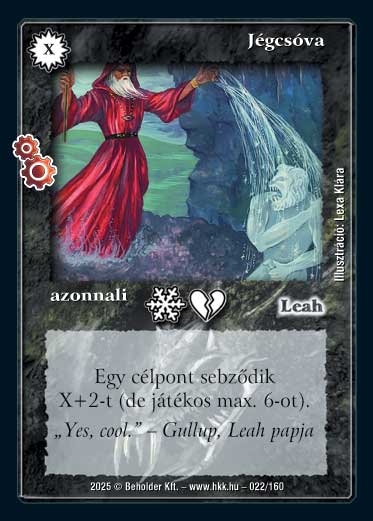 X
Jégcsóva
Illusztráció: Lexa Klára
azonnali
Leah
Egy célpont sebződik
X+2-t (de játékos max. 6-ot).
„Yes, cool.” – Gullup, Leah papja
2025 © Beholder Kft. – www.hkk.hu – 022/160